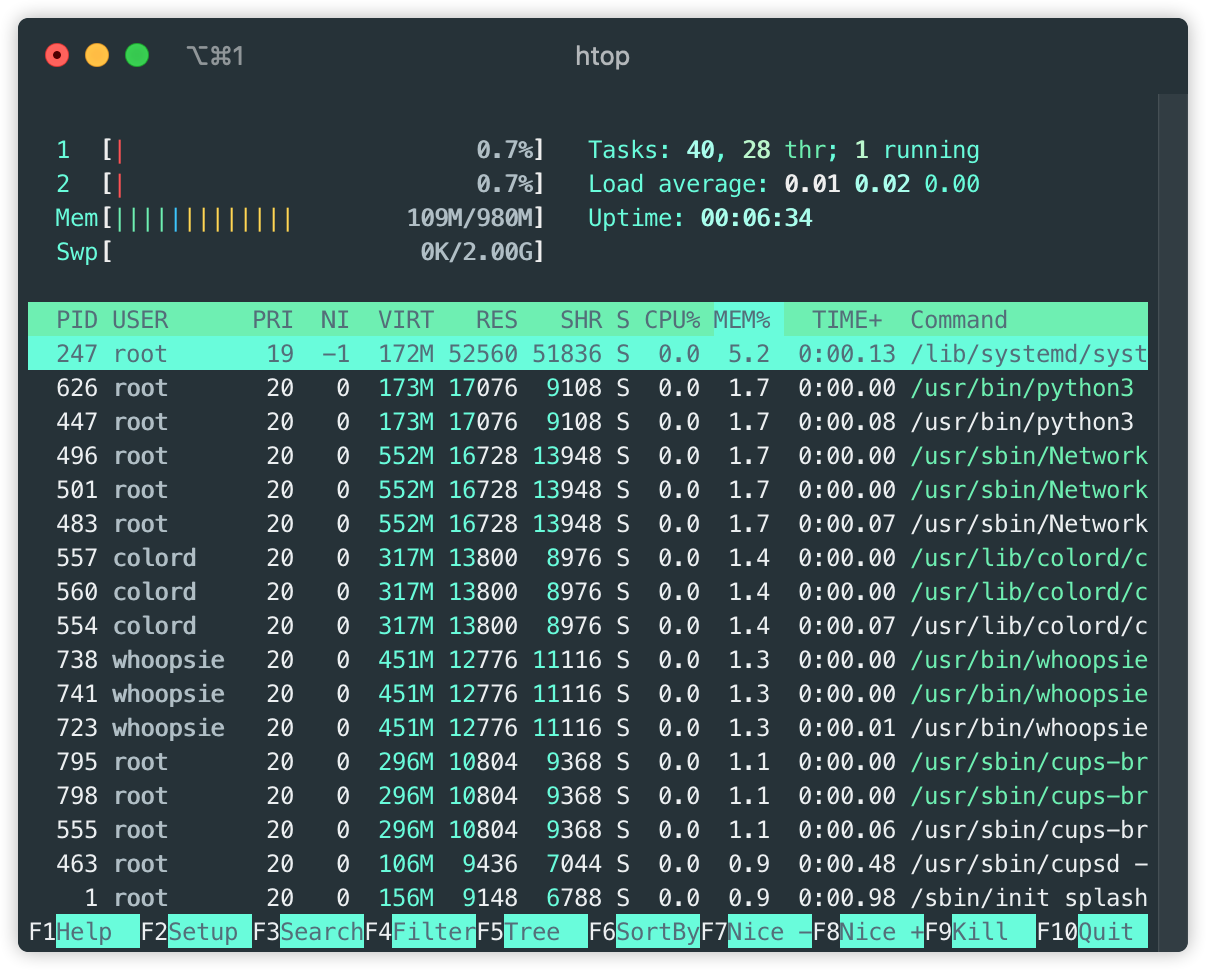 ⌥⌘1 htop
1 [| 0.7%] Tasks: 40, 28 thr; 1 running
2 [| 0.7%] Load average: 0.01 0.02 0.00
Mem[||||||||||||| 109M/980M] Uptime: 00:06:34
Swp[ 0K/2.00G]
PID USER PRI NI VIRT RES SHR S CPU% MEM% TIME+ Command
247 root 19 -1 172M 52560 51836 S 0.0 5.2 0:00.13 /lib/systemd/syst
626 root 20 0 173M 17076 9108 S 0.0 1.7 0:00.00 /usr/bin/python3
447 root 20 0 173M 17076 9108 S 0.0 1.7 0:00.08 /usr/bin/python3
496 root 20 0 552M 16728 13948 S 0.0 1.7 0:00.00 /usr/sbin/Network
501 root 20 0 552M 16728 13948 S 0.0 1.7 0:00.00 /usr/sbin/Network
483 root 20 0 552M 16728 13948 S 0.0 1.7 0:00.07 /usr/sbin/Network
557 colord 20 0 317M 13800 8976 S 0.0 1.4 0:00.00 /usr/lib/colord/c
560 colord 20 0 317M 13800 8976 S 0.0 1.4 0:00.00 /usr/lib/colord/c
554 colord 20 0 317M 13800 8976 S 0.0 1.4 0:00.07 /usr/lib/colord/c
738 whoopsie 20 0 451M 12776 11116 S 0.0 1.3 0:00.00 /usr/bin/whoopsie
741 whoopsie 20 0 451M 12776 11116 S 0.0 1.3 0:00.00 /usr/bin/whoopsie
723 whoopsie 20 0 451M 12776 11116 S 0.0 1.3 0:00.01 /usr/bin/whoopsie
795 root 20 0 296M 10804 9368 S 0.0 1.1 0:00.00 /usr/sbin/cups-br
798 root 20 0 296M 10804 9368 S 0.0 1.1 0:00.00 /usr/sbin/cups-br
555 root 20 0 296M 10804 9368 S 0.0 1.1 0:00.06 /usr/sbin/cups-br
463 root 20 0 106M 9436 7044 S 0.0 0.9 0:00.48 /usr/sbin/cupsd -
1 root 20 0 156M 9148 6788 S 0.0 0.9 0:00.98 /sbin/init splash
F1Help F2Setup F3SearchF4FilterF5Tree F6SortByF7Nice -F8Nice +F9Kill F10Quit